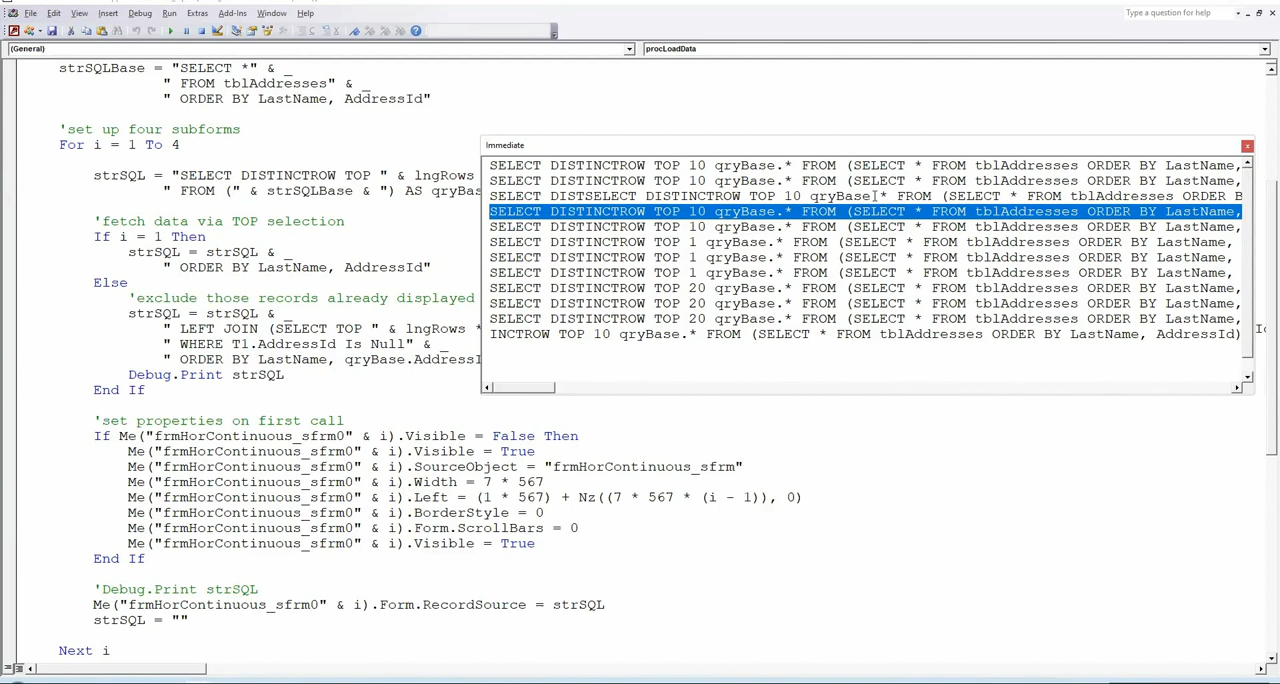 File Edit View Insert Debug Run Extras Add-Ins Window Help
Type a question for help
(General) procLoadData
strSQLBase = "SELECT *" & _
" FROM tblAddresses" & _
" ORDER BY LastName, AddressId"
'set up four subforms
For i = 1 To 4
strSQL = "SELECT DISTINCTROW TOP " & lngRows
" FROM (" & strSQLBase & ") AS qryBas
'fetch data via TOP selection
If i = 1 Then
strSQL = strSQL & _
" ORDER BY LastName, AddressId"
Else
'exclude those records already displayed
strSQL = strSQL & _
" LEFT JOIN (SELECT TOP " & lngRows *
" WHERE T1.AddressId Is Null" & _
" ORDER BY LastName, qryBase.AddressI
Debug.Print strSQL
End If
'set properties on first call
If Me("frmHorContinuous_sfrm0" & i).Visible = False Then
Me("frmHorContinuous_sfrm0" & i).Visible = True
Me("frmHorContinuous_sfrm0" & i).SourceObject = "frmHorContinuous_sfrm"
Me("frmHorContinuous_sfrm0" & i).Width = 7 * 567
Me("frmHorContinuous_sfrm0" & i).Left = (1 * 567) + Nz((7 * 567 * (i - 1)), 0)
Me("frmHorContinuous_sfrm0" & i).BorderStyle = 0
Me("frmHorContinuous_sfrm0" & i).Form.ScrollBars = 0
Me("frmHorContinuous_sfrm0" & i).Visible = True
End If
'Debug.Print strSQL
Me("frmHorContinuous_sfrm0" & i).Form.RecordSource = strSQL
strSQL = ""
Next i
Immediate
SELECT DISTINCTROW TOP 10 qryBase.* FROM (SELECT * FROM tblAddresses ORDER BY LastName,
SELECT DISTINCTROW TOP 10 qryBase.* FROM (SELECT * FROM tblAddresses ORDER BY LastName,
SELECT DISTSELECT DISTINCTROW TOP 10 qryBase.* FROM (SELECT * FROM tblAddresses ORDER B
SELECT DISTINCTROW TOP 10 qryBase.* FROM (SELECT * FROM tblAddresses ORDER BY LastName,
SELECT DISTINCTROW TOP 10 qryBase.* FROM (SELECT * FROM tblAddresses ORDER BY LastName,
SELECT DISTINCTROW TOP 1 qryBase.* FROM (SELECT * FROM tblAddresses ORDER BY LastName,
SELECT DISTINCTROW TOP 1 qryBase.* FROM (SELECT * FROM tblAddresses ORDER BY LastName,
SELECT DISTINCTROW TOP 1 qryBase.* FROM (SELECT * FROM tblAddresses ORDER BY LastName,
SELECT DISTINCTROW TOP 20 qryBase.* FROM (SELECT * FROM tblAddresses ORDER BY LastName,
SELECT DISTINCTROW TOP 20 qryBase.* FROM (SELECT * FROM tblAddresses ORDER BY LastName,
SELECT DISTINCTROW TOP 20 qryBase.* FROM (SELECT * FROM tblAddresses ORDER BY LastName,
INCTROW TOP 10 qryBase.* FROM (SELECT * FROM tblAddresses ORDER BY LastName, AddressId)